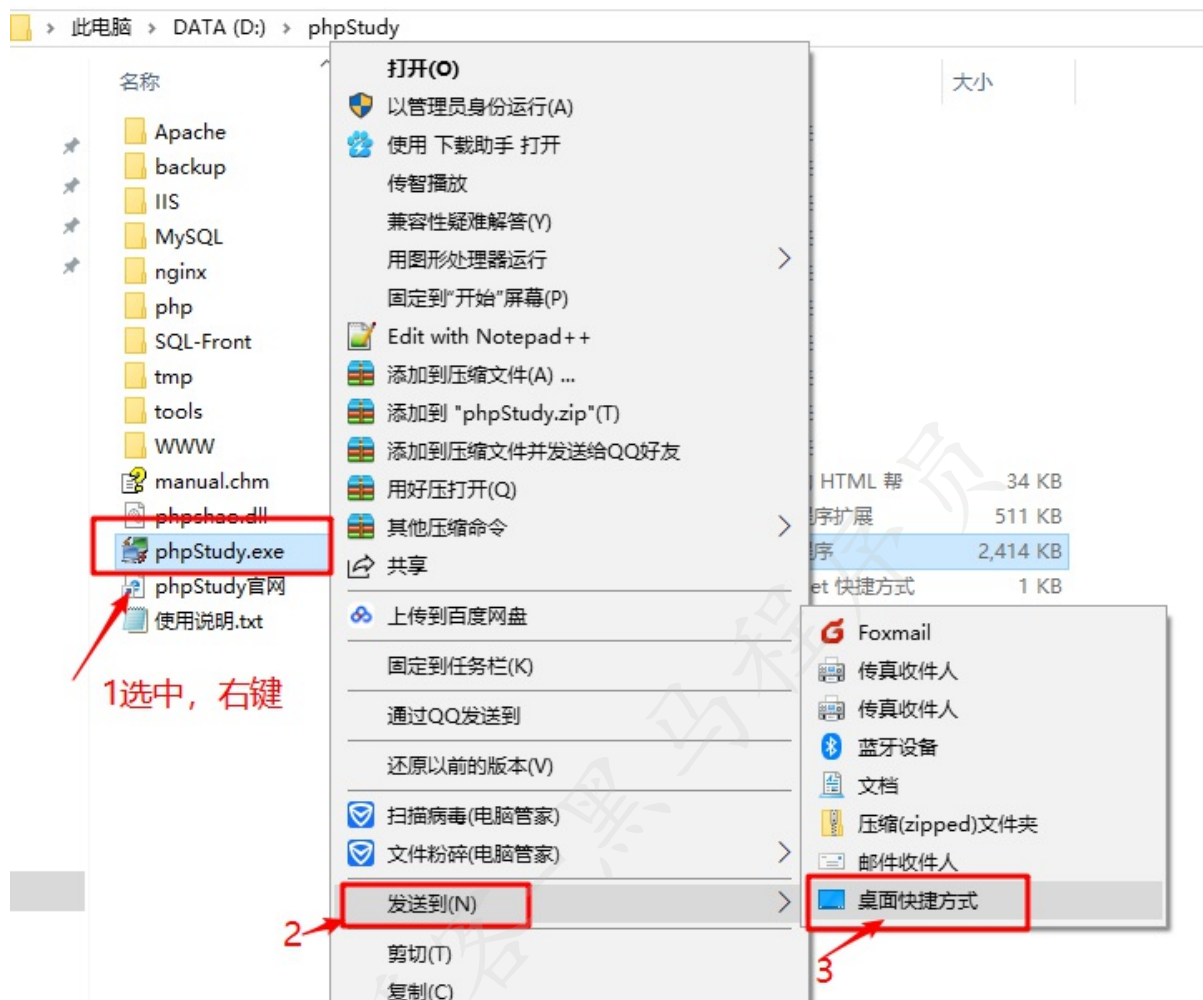 此电脑 > DATA (D:) > phpStudy
名称
大小
Apache
backup
IIS
MySQL
nginx
php
SQL-Front
tmp
tools
WWW
manual.chm
HTML 帮 34 KB
phpshao.dll
序扩展 511 KB
phpStudy.exe
序 2,414 KB
phpStudy官网
et 快捷方式 1 KB
使用说明.txt
1选中，右键
打开(O)
以管理员身份运行(A)
使用 下载助手 打开
传智播放
兼容性疑难解答(Y)
用图形处理器运行
固定到"开始"屏幕(P)
Edit with Notepad++
添加到压缩文件(A) ...
添加到 "phpStudy.zip"(T)
添加到压缩文件并发送给QQ好友
用好压打开(Q)
其他压缩命令
共享
上传到百度网盘
固定到任务栏(K)
通过QQ发送到
还原以前的版本(V)
扫描病毒(电脑管家)
文件粉碎(电脑管家)
2
发送到(N)
剪切(T)
复制(C)
Foxmail
传真收件人
传真收件人
蓝牙设备
文档
压缩(zipped)文件夹
邮件收件人
桌面快捷方式
3
客-黑马程序员